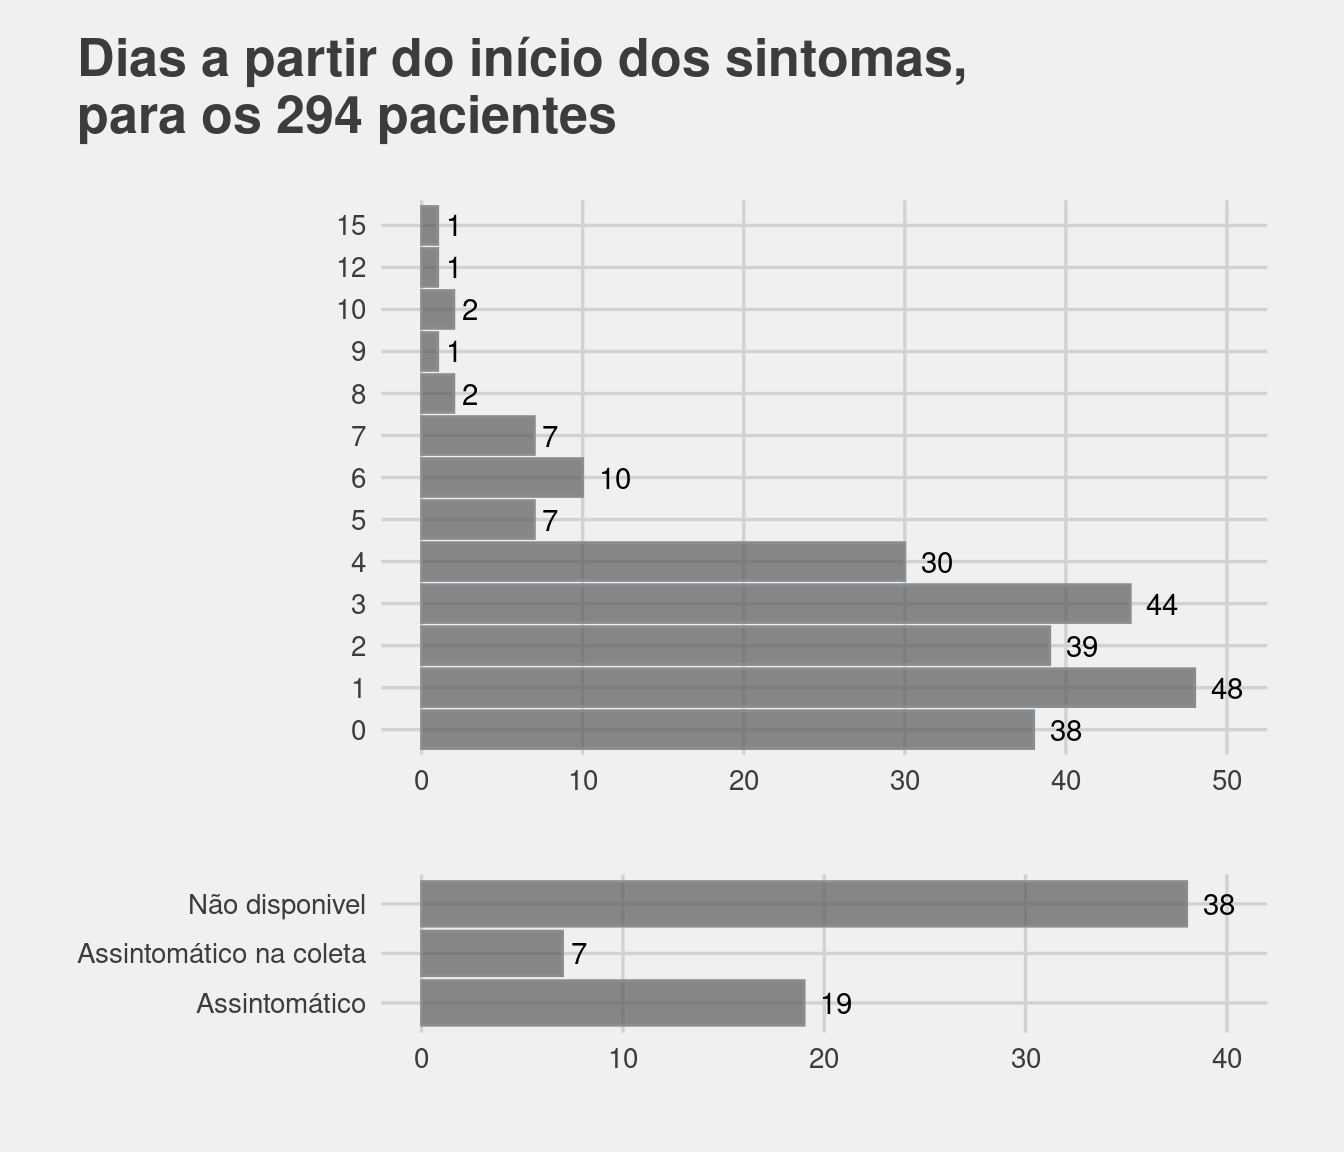 Dias a partir do início dos sintomas,
para os 294 pacientes
15 1
12 1
10 2
9 1
8 2
7 7
6 10
5 7
4 30
3 44
2 39
1 48
0 38
0 10 20 30 40 50
Não disponivel 38
Assintomático na coleta 7
Assintomático 19
0 10 20 30 40